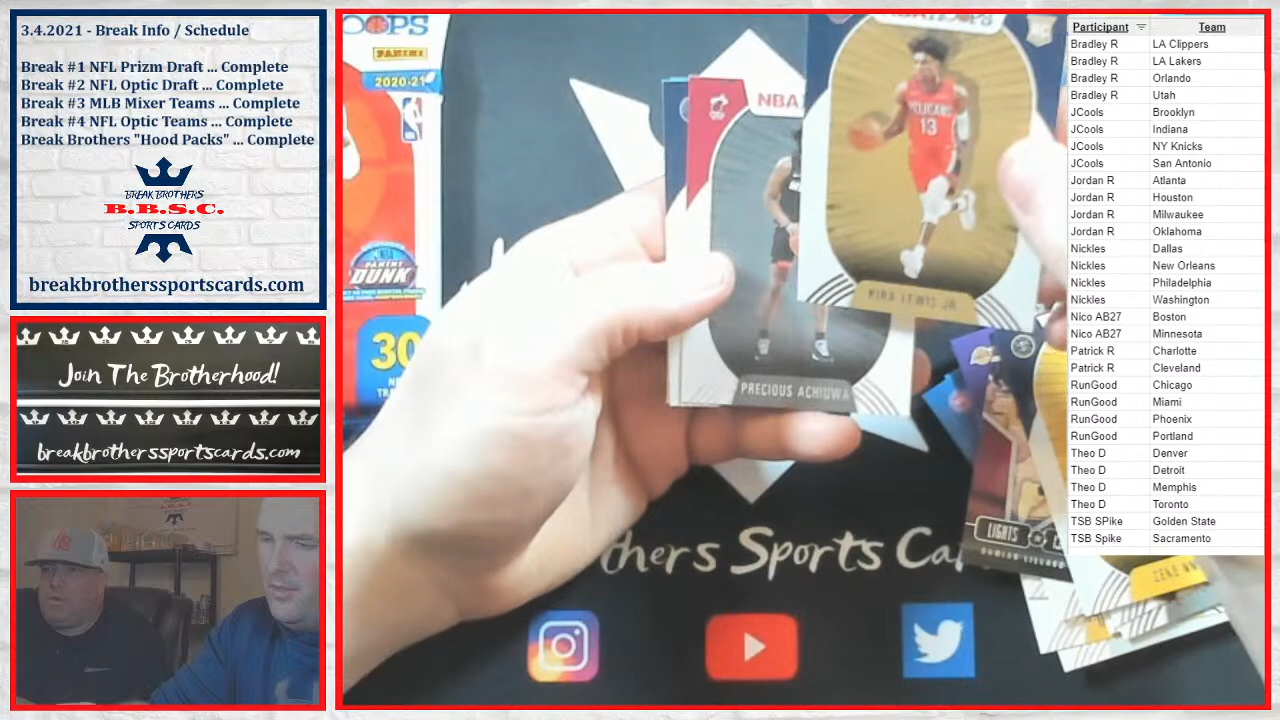 3.4.2021 - Break Info / Schedule
Break #1 NFL Prizm Draft ... Complete
Break #2 NFL Optic Draft ... Complete
Break #3 MLB Mixer Teams ... Complete
Break #4 NFL Optic Teams ... Complete
Break Brothers "Hood Packs" ... Complete
BREAK BROTHERS
B.B.S.C.
SPORTS CARDS
breakbrotherssportscards.com
Join The Brotherhood!
breakbrotherssportscards.com
OOPS
PANINI
2020-21
NBA
PANINI
DUNK
30
NBA
PRECIOUS ACHIUWA
PELICANS
13
KIRA LEWIS JR.
LIGHTS
thers Sports Ca
Participant Team
Bradley R LA Clippers
Bradley R LA Lakers
Bradley R Orlando
Bradley R Utah
JCools Brooklyn
JCools Indiana
JCools NY Knicks
JCools San Antonio
Jordan R Atlanta
Jordan R Houston
Jordan R Milwaukee
Jordan R Oklahoma
Nickles Dallas
Nickles New Orleans
Nickles Philadelphia
Nickles Washington
Nico AB27 Boston
Nico AB27 Minnesota
Patrick R Charlotte
Patrick R Cleveland
RunGood Chicago
RunGood Miami
RunGood Phoenix
RunGood Portland
Theo D Denver
Theo D Detroit
Theo D Memphis
Theo D Toronto
TSB SPike Golden State
TSB Spike Sacramento